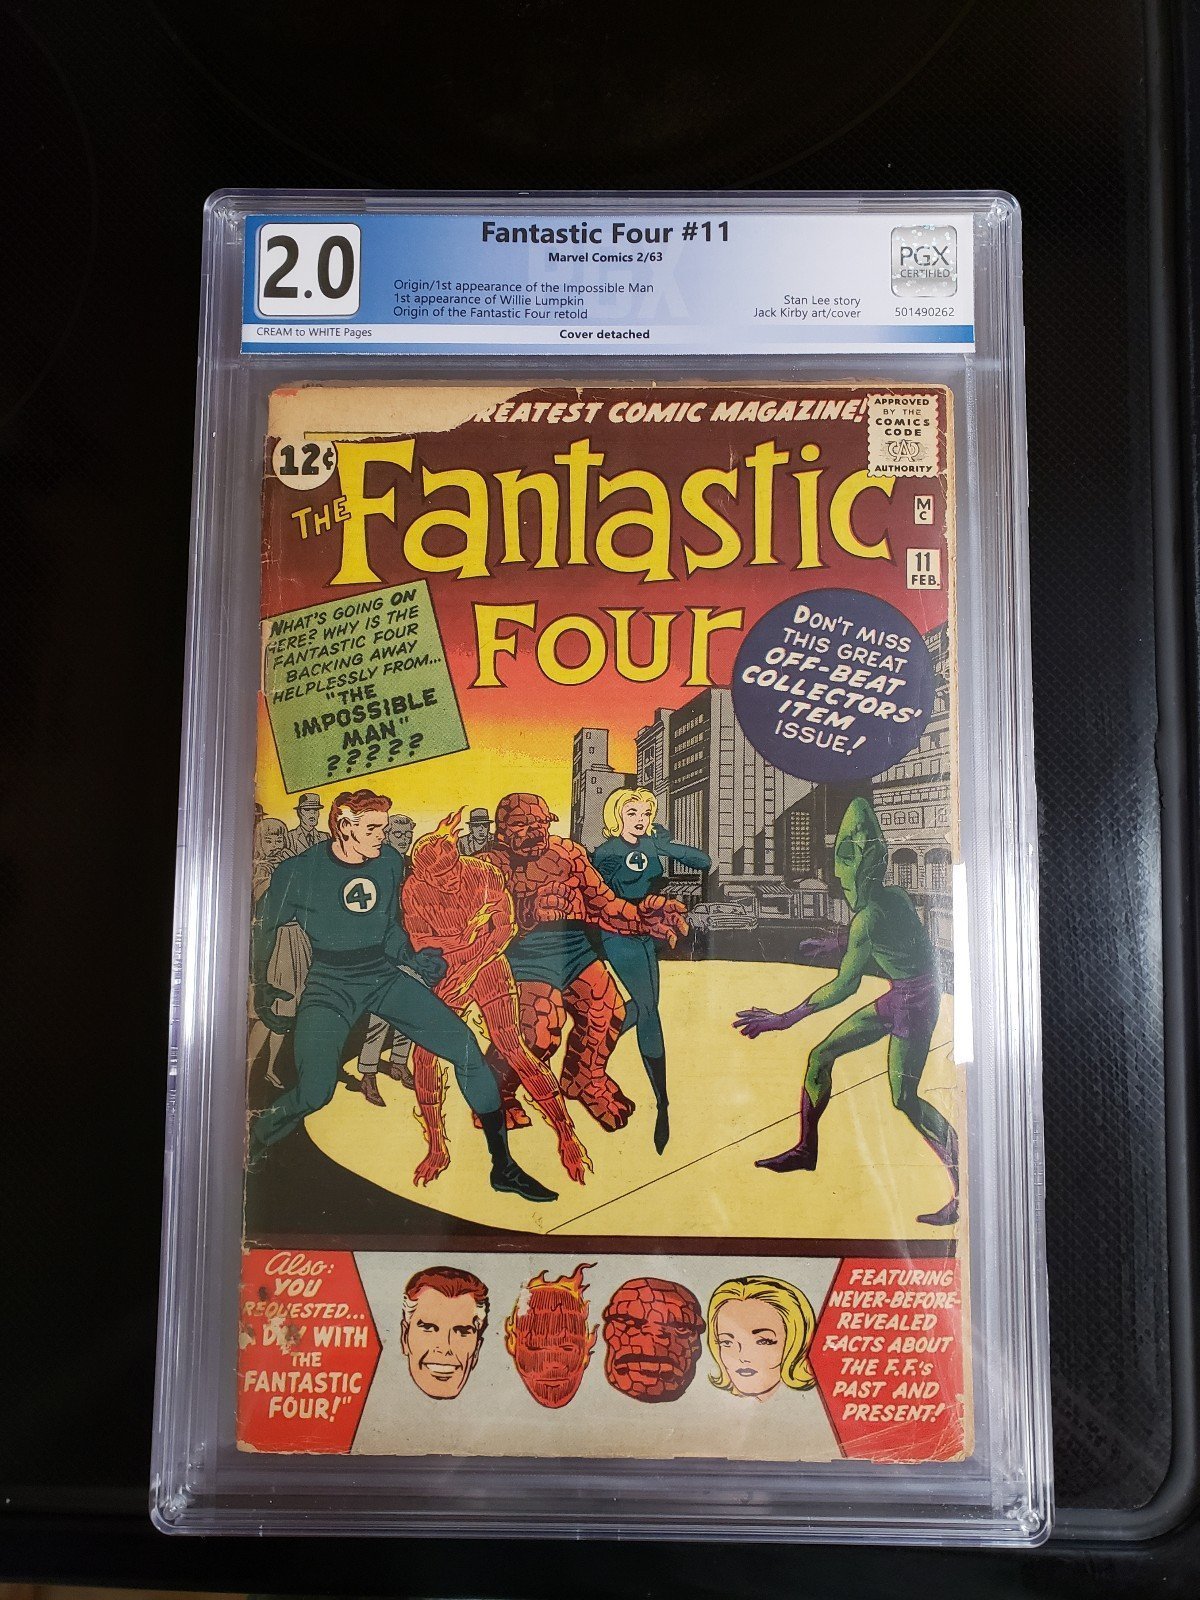 2.0
Fantastic Four #11
Marvel Comics 2/63
Origin/1st appearance of the Impossible Man
1st appearance of Willie Lumpkin
Origin of the Fantastic Four retold
Stan Lee story
Jack Kirby art/cover
PGX
CERTIFIED
501490262
CREAM to WHITE Pages
Cover detached
REATEST COMIC MAGAZINE!
APPROVED
BY THE
COMICS
CODE
CA
AUTHORITY
12¢
THE FANTASTIC
FOUR
MC
11
FEB.
WHAT'S GOING ON
HERE? WHY IS THE
FANTASTIC FOUR
BACKING AWAY
HELPLESSLY FROM...
"THE
IMPOSSIBLE
MAN"
?????
DON'T MISS
THIS GREAT
OFF-BEAT
COLLECTORS'
ITEM
ISSUE!
4
4
Also:
YOU
REQUESTED...
A DAY WITH
THE
FANTASTIC
FOUR!"
FEATURING
NEVER-BEFORE-
REVEALED
FACTS ABOUT
THE F.F.'s
PAST AND
PRESENT!